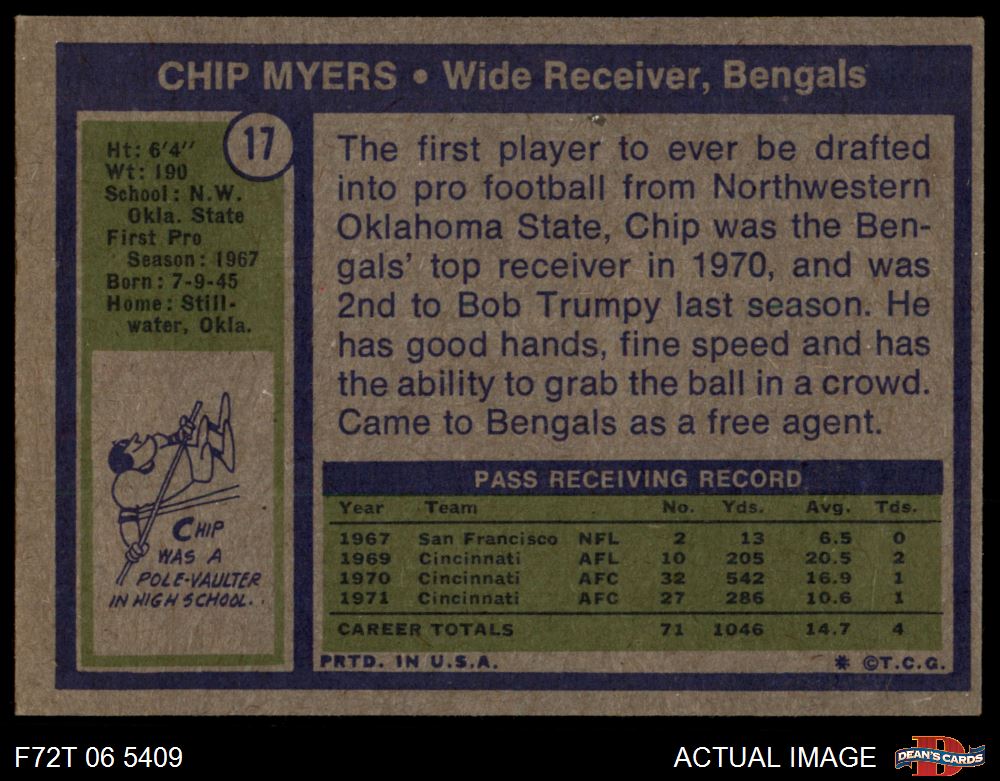 CHIP MYERS • Wide Receiver, Bengals
17
Ht: 6'4"
Wt: 190
School: N.W.
Okla. State
First Pro
Season: 1967
Born: 7-9-45
Home: Still-
water, Okla.
CHIP
WAS A
POLE-VAULTER
IN HIGH SCHOOL.
The first player to ever be drafted
into pro football from Northwestern
Oklahoma State, Chip was the Ben-
gals' top receiver in 1970, and was
2nd to Bob Trumpy last season. He
has good hands, fine speed and has
the ability to grab the ball in a crowd.
Came to Bengals as a free agent.
PASS RECEIVING RECORD
Year Team No. Yds. Avg. Tds.
1967 San Francisco NFL 2 13 6.5 0
1969 Cincinnati AFL 10 205 20.5 2
1970 Cincinnati AFC 32 542 16.9 1
1971 Cincinnati AFC 27 286 10.6 1
CAREER TOTALS 71 1046 14.7 4
PRTD. IN U.S.A. * ©T.C.G.
F72T 06 5409 ACTUAL IMAGE
DEAN'S CARDS